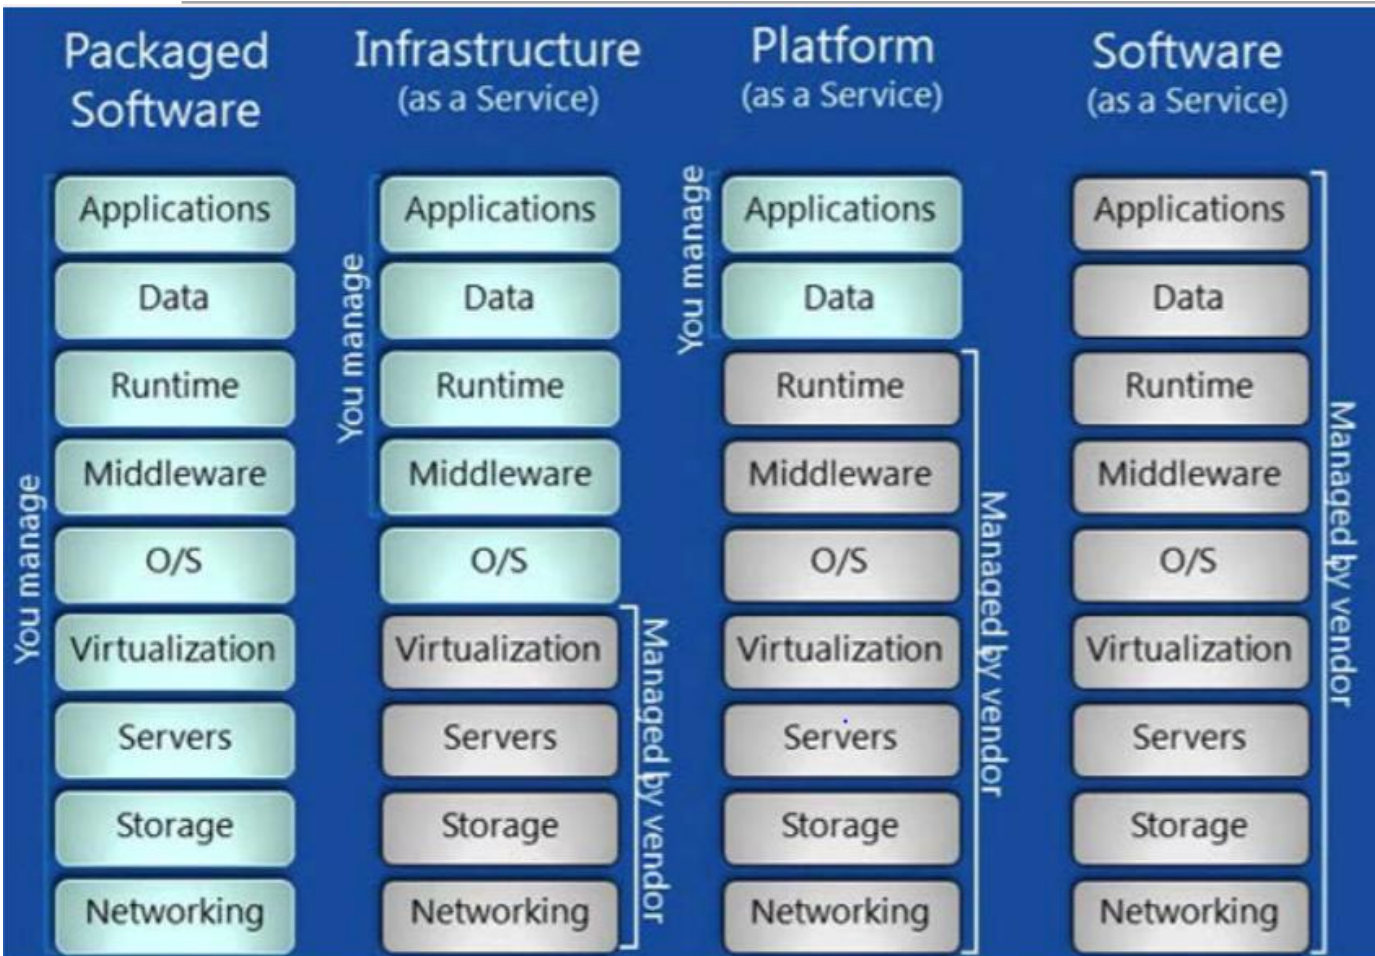 Packaged
Software
Infrastructure
(as a Service)
Platform
(as a Service)
Software
(as a Service)
You manage
Applications
Data
Runtime
Middleware
O/S
Virtualization
Servers
Storage
Networking
You manage
Applications
Data
Runtime
Middleware
O/S
Virtualization
Servers
Storage
Networking
Managed by vendor
You manage
Applications
Data
Runtime
Middleware
O/S
Virtualization
Servers
Storage
Networking
Managed by vendor
Applications
Data
Runtime
Middleware
O/S
Virtualization
Servers
Storage
Networking
Managed by vendor